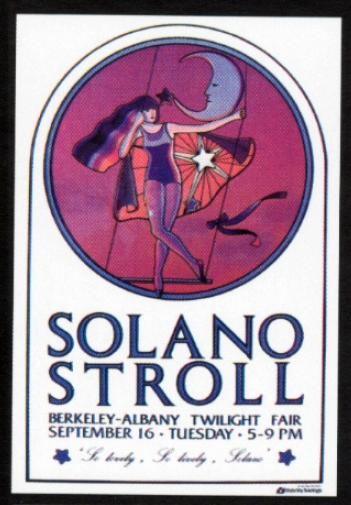 SOLANO
STROLL
BERKELEY-ALBANY TWILIGHT FAIR
SEPTEMBER 16 · TUESDAY · 5-9 PM
"So lovely, So lovely, Solano"